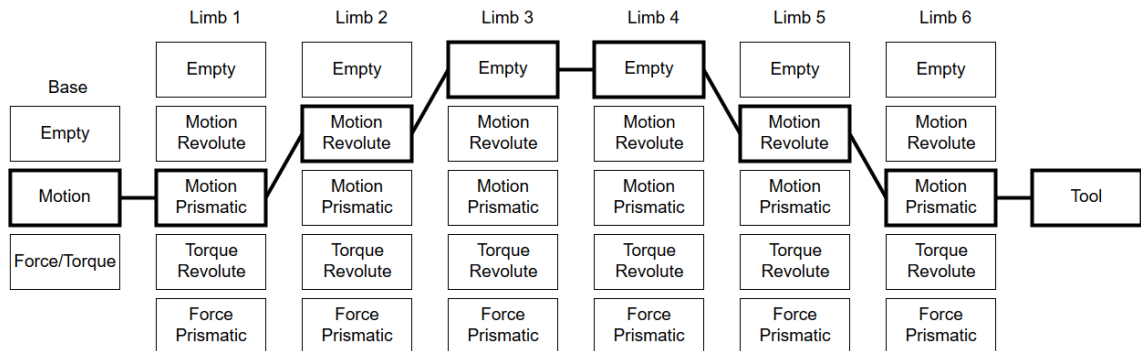 Limb 1 Limb 2 Limb 3 Limb 4 Limb 5 Limb 6
Empty Empty Empty Empty Empty Empty
Base
Empty
Motion Motion Motion Motion Motion Motion
Revolute Revolute Revolute Revolute Revolute Revolute
Motion
Motion Motion Motion Motion Motion Motion
Prismatic Prismatic Prismatic Prismatic Prismatic Prismatic
Tool
Force/Torque
Torque Torque Torque Torque Torque Torque
Revolute Revolute Revolute Revolute Revolute Revolute
Force Force Force Force Force Force
Prismatic Prismatic Prismatic Prismatic Prismatic Prismatic